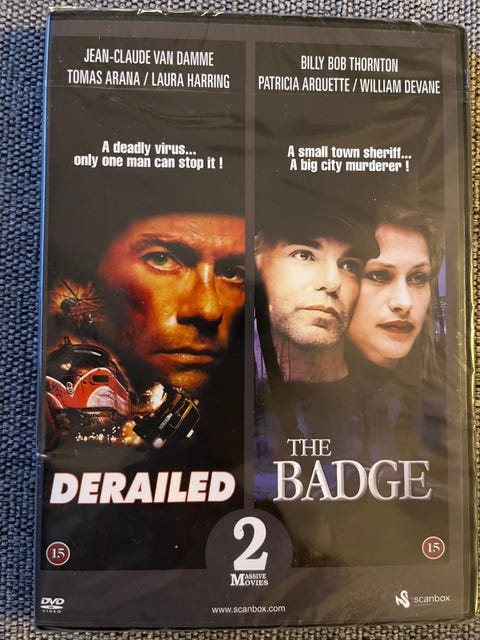 JEAN-CLAUDE VAN DAMME
TOMAS ARANA / LAURA HARRING
A deadly virus...
only one man can stop it !
DERAILED
15
BILLY BOB THORNTON
PATRICIA ARQUETTE / WILLIAM DEVANE
A small town sheriff...
A big city murderer !
THE
BADGE
15
2
MASSIVE
MOVIES
DVD
VIDEO
www.scanbox.com
scanbox